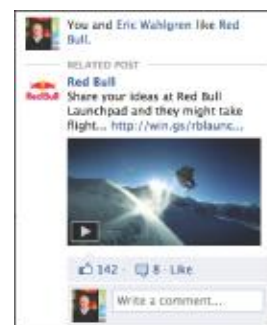 You and Eric Wahlgren like Red
Bull.
RELATED POST
Red Bull
RedBull
Share your ideas at Red Bull
Launchpad and they might take
flight... http://win.gs/rblaunc...
142 · 8 · Like
Write a comment...